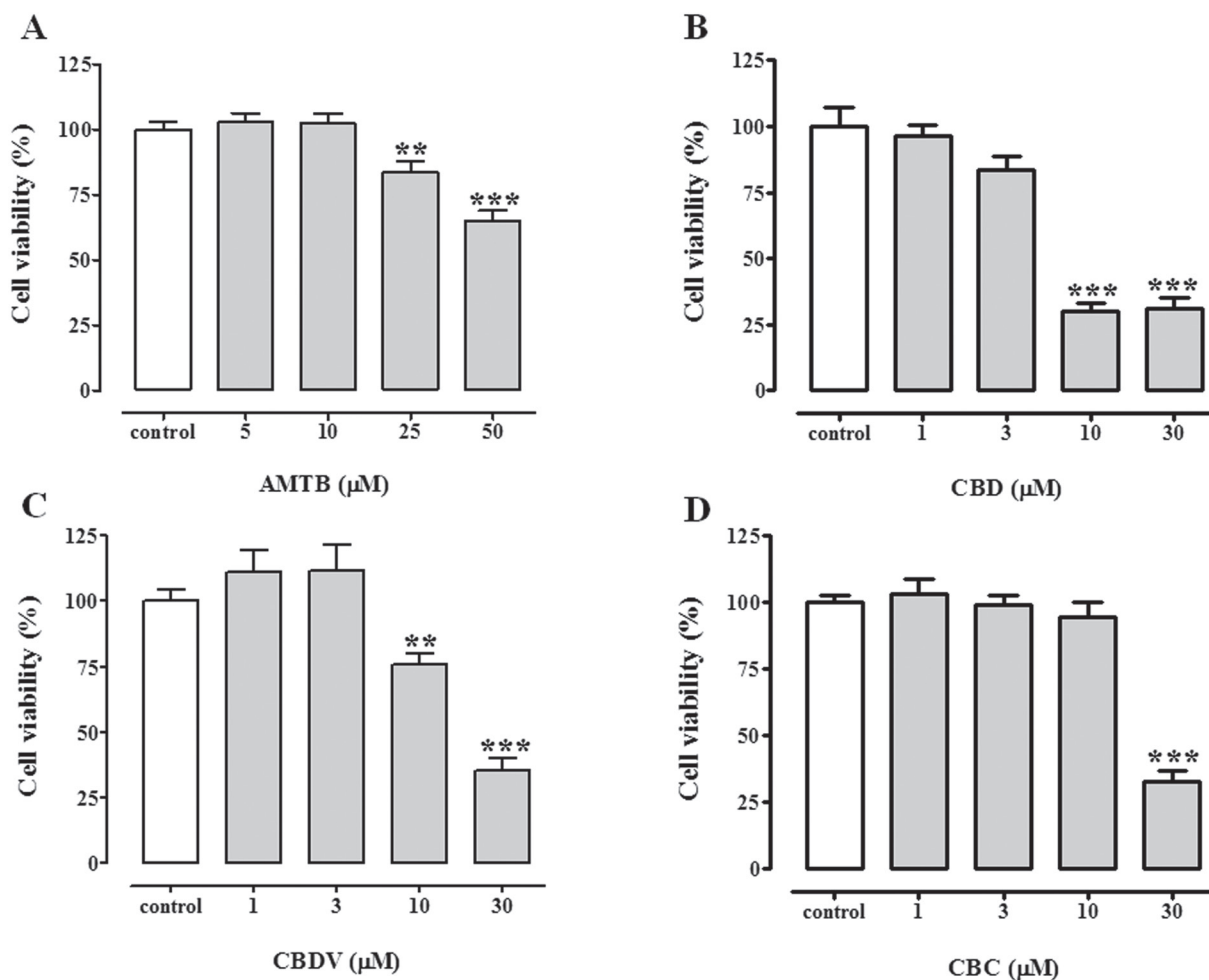 A
Cell viability (%)
125
100
75
50
25
0
**
***
control 5 10 25 50
AMTB (μM)
B
Cell viability (%)
125
100
75
50
25
0
***
***
control 1 3 10 30
CBD (μM)
C
Cell viability (%)
125
100
75
50
25
0
**
***
control 1 3 10 30
CBDV (μM)
D
Cell viability (%)
125
100
75
50
25
0
***
control 1 3 10 30
CBC (μM)